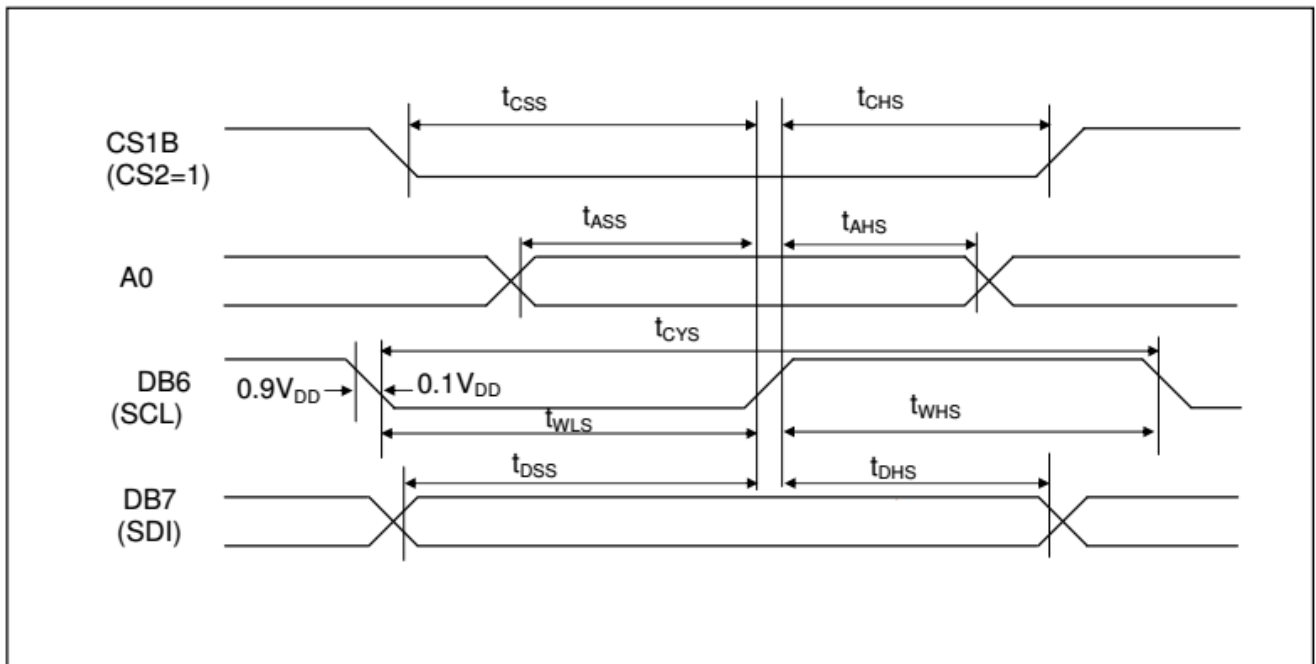 tCSS
tCHS
CS1B
(CS2=1)
tASS
tAHS
A0
tCYS
DB6
(SCL)
0.9VDD
0.1VDD
tWLS
tWHS
tDSS
tDHS
DB7
(SDI)